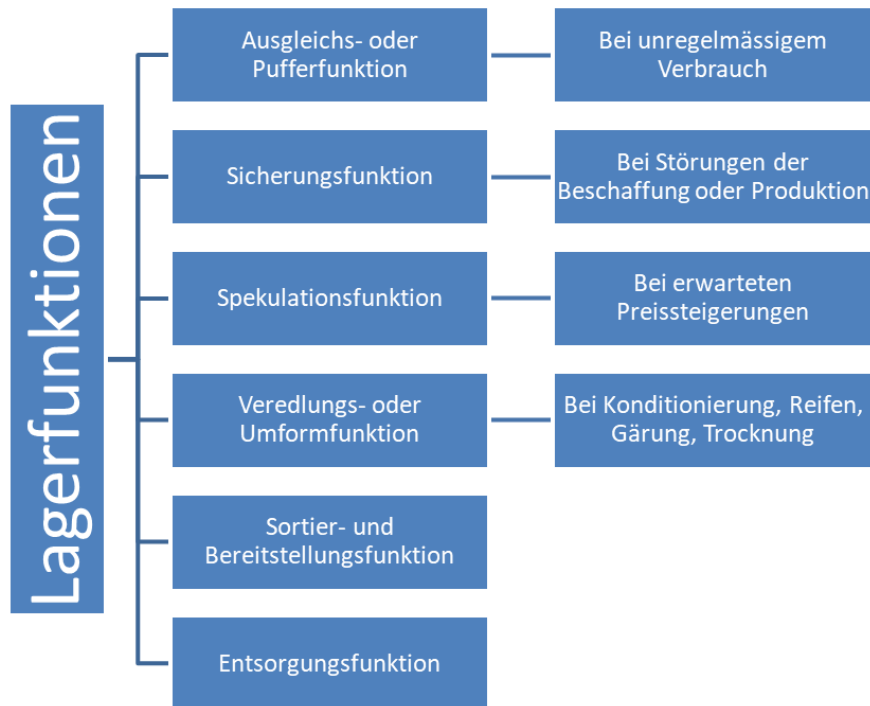 Lagerfunktionen
Ausgleichs- oder
Pufferfunktion
Bei unregelmässigem
Verbrauch
Sicherungsfunktion
Bei Störungen der
Beschaffung oder Produktion
Spekulationsfunktion
Bei erwarteten
Preissteigerungen
Veredlungs- oder
Umformfunktion
Bei Konditionierung, Reifen,
Gärung, Trocknung
Sortier- und
Bereitstellungsfunktion
Entsorgungsfunktion